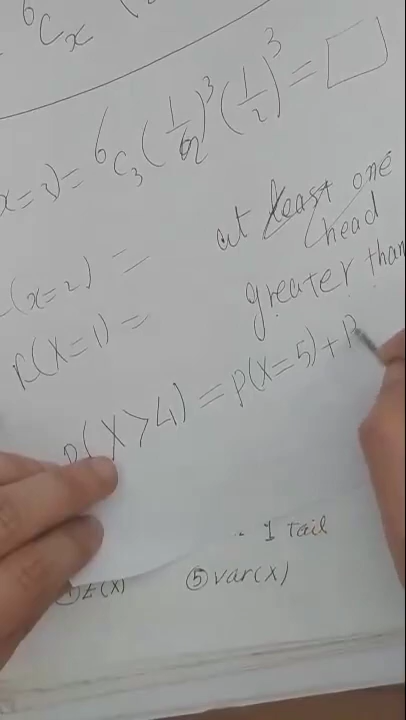 ⁶Cₓ
x=3) = ⁶C₃ (1/2)³ (1/2)³ = □
at least one
head
(x=2) =
greater than
P(X=1) =
P(X>4) = P(X=5) + P
· 1 Tail
E(X) ⑤ var(X)